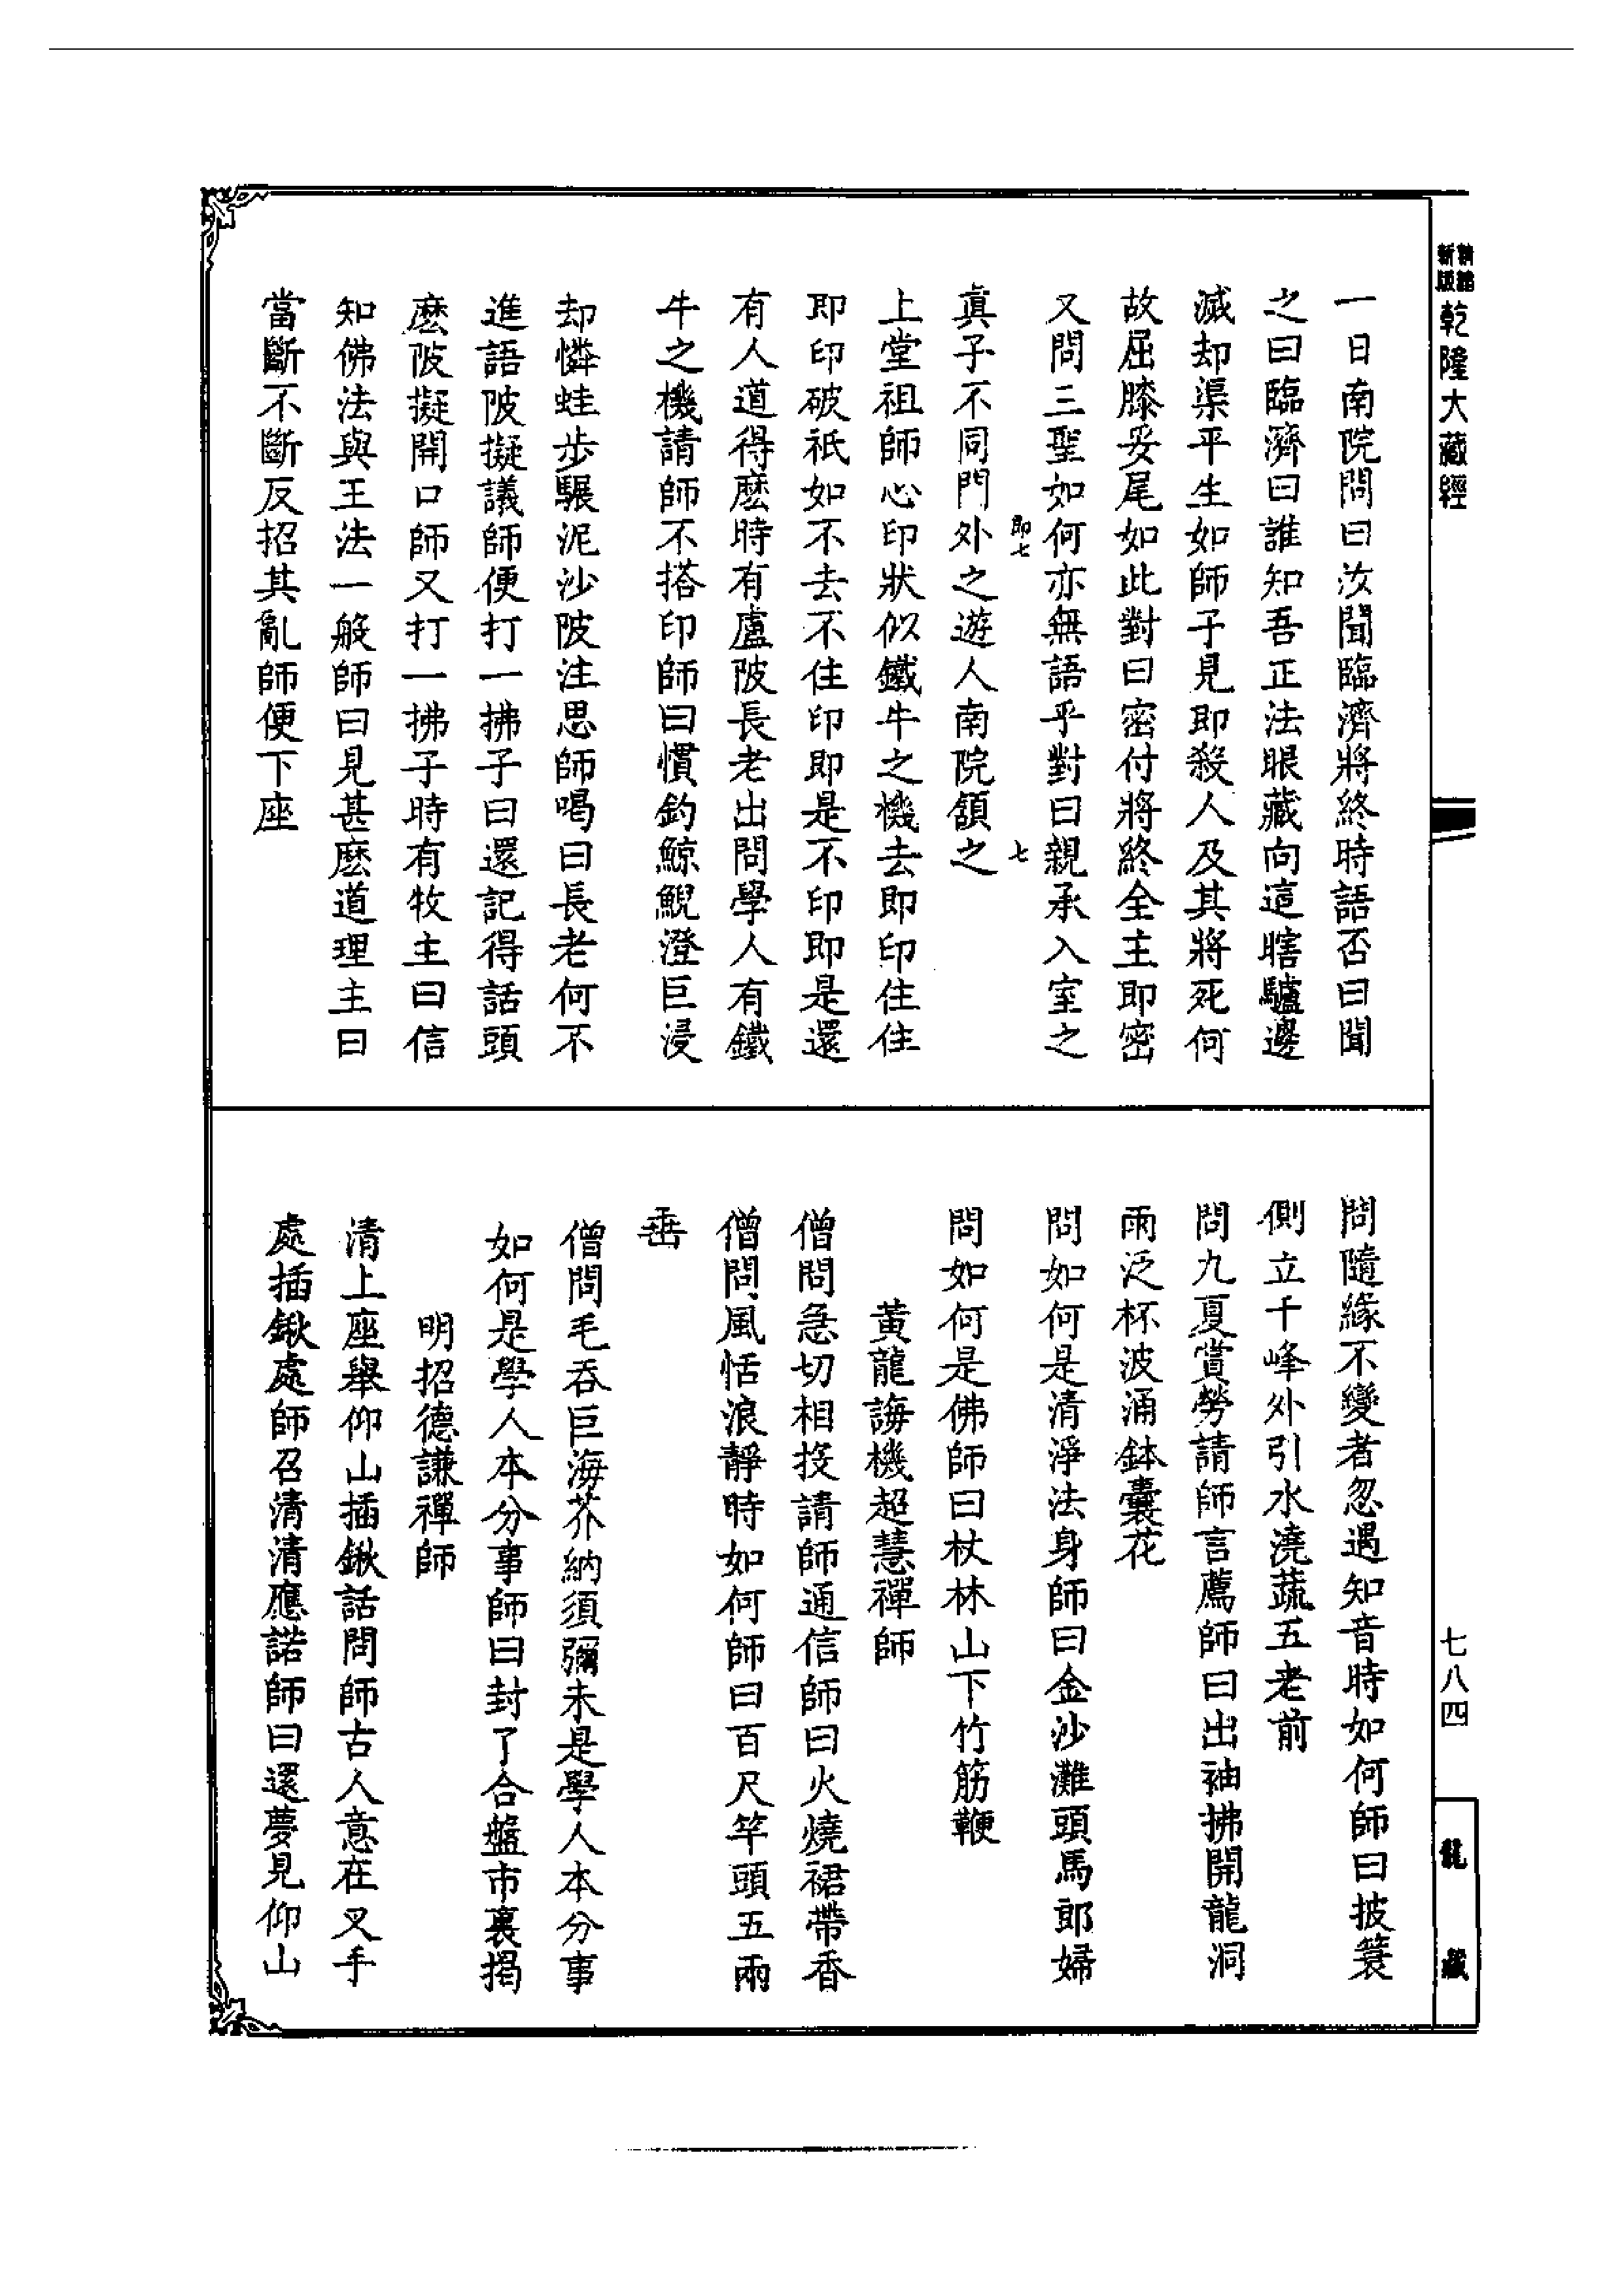 精縮
新版
乾隆大藏經
一日南院問曰汝聞臨濟將終時語否曰聞
之曰臨濟曰誰知吾正法眼藏向這瞎驢邊
滅却渠平生如師子見即殺人及其將死何
故屈膝妥尾如此對曰密付將終全主即密
又問三聖如何亦無語乎對曰親承入室之
即七
七
真子不同門外之遊人南院頷之
上堂祖師心印狀似鐵牛之機去即印住住
即印破祇如不去不住印即是不印即是還
有人道得麽時有盧陂長老出問學人有鐵
牛之機請師不搭印師曰慣釣鯨鯢澄巨浸
却憐蛙步驟泥沙陂注思師喝曰長老何不
進語陂擬議師便打一拂子曰還記得話頭
麽陂擬開口師又打一拂子時有牧主曰信
知佛法與王法一般師曰見甚麽道理主曰
當斷不斷反招其亂師便下座
問隨緣不變者忽遇知音時如何師曰披簑
側立千峰外引水澆蔬五老前
問九夏賞勞請師言薦師曰出袖拂開龍洞
雨泛杯波涌鉢囊花
問如何是清淨法身師曰金沙灘頭馬郎婦
問如何是佛師曰杖林山下竹筋鞭
黃龍誨機超慧禪師
僧問急切相投請師通信師曰火燒裙帶香
僧問風恬浪靜時如何師曰百尺竿頭五兩
垂
僧問毛吞巨海芥納須彌未是學人本分事
如何是學人本分事師曰封了合盤市裏揭
明招德謙禪師
清上座舉仰山插鍬話問師古人意在叉手
處插鍬處師召清清應諾師曰還夢見仰山
七八四
龍藏